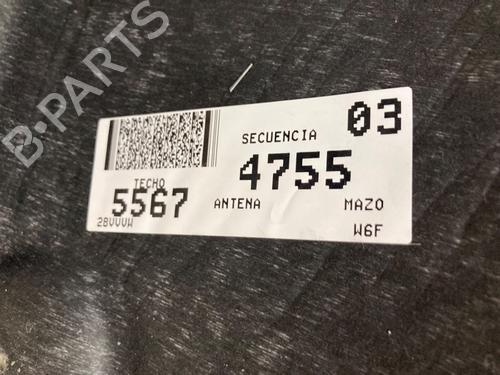 B-PARTS
SECUENCIA 03
TECHO 4755
5567 ANTENA MAZO
28VVVW W6F